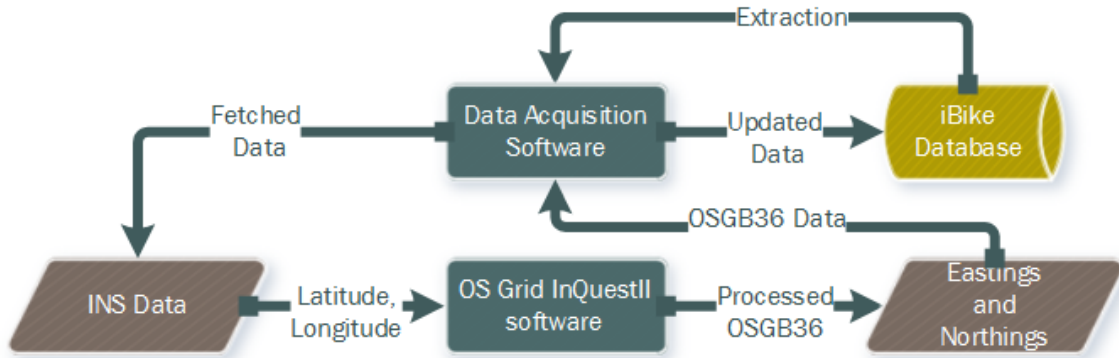 Extraction
Fetched
Data
Data Acquisition
Software
Updated
Data
iBike
Database
OSGB36 Data
INS Data
Latitude,
Longitude
OS Grid InQuestII
software
Processed
OSGB36
Eastings
and
Northings